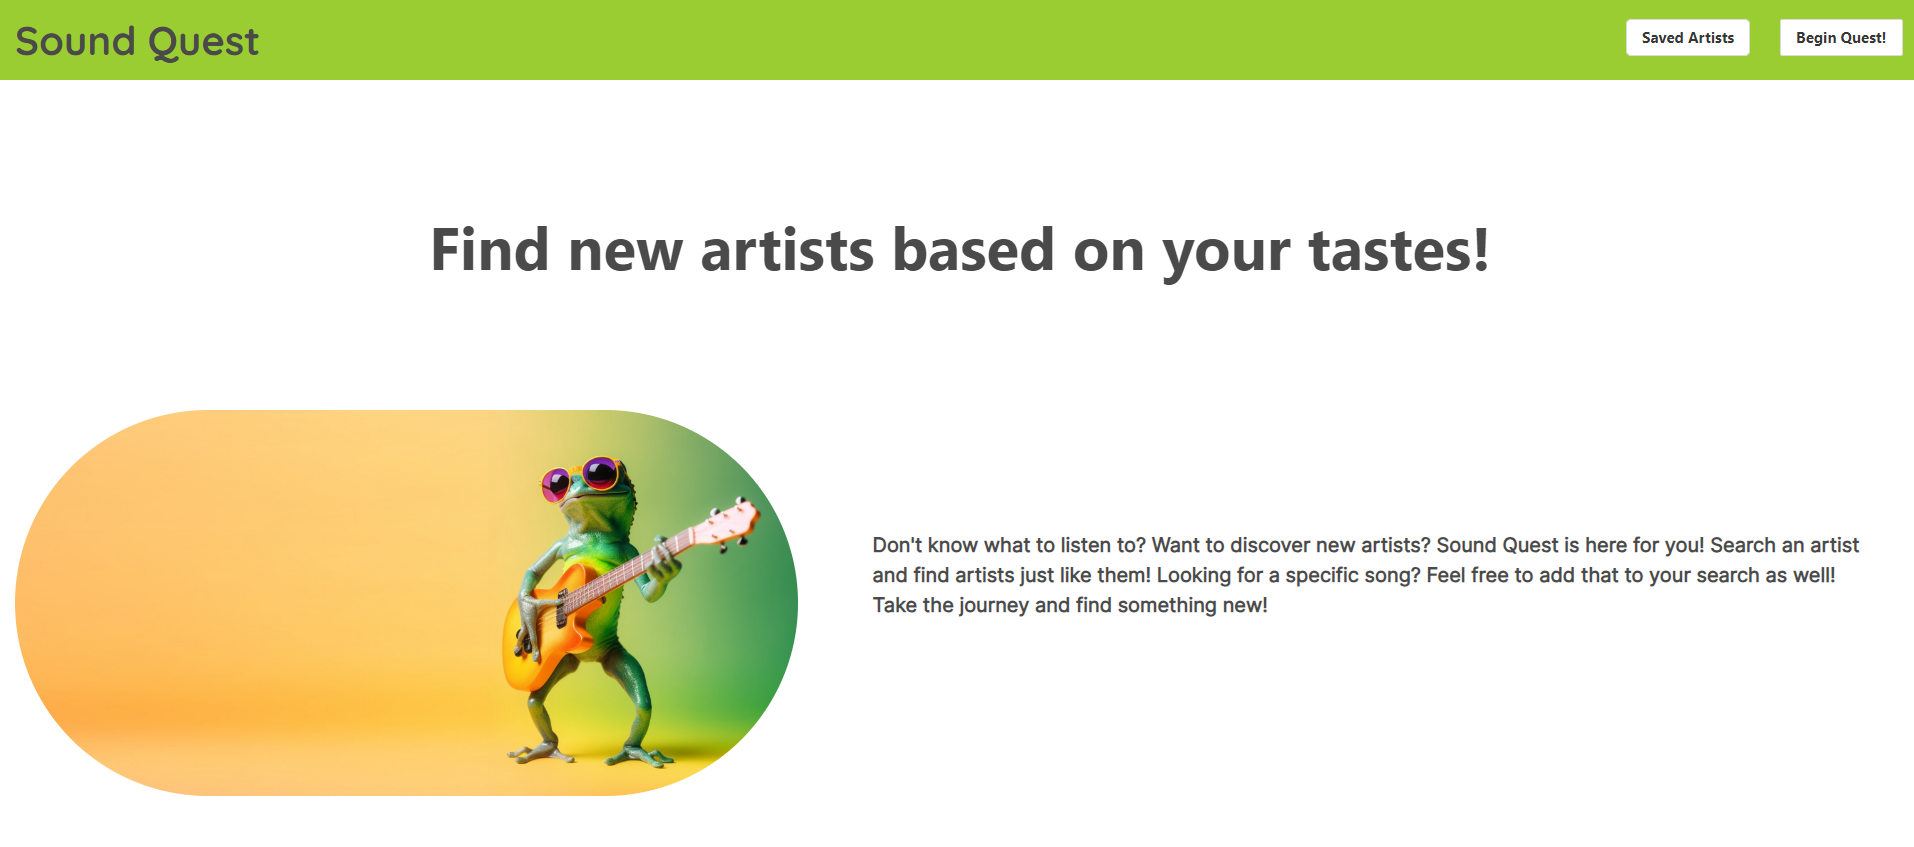 Sound Quest
Saved Artists
Begin Quest!
Find new artists based on your tastes!
Don't know what to listen to? Want to discover new artists? Sound Quest is here for you! Search an artist
and find artists just like them! Looking for a specific song? Feel free to add that to your search as well!
Take the journey and find something new!